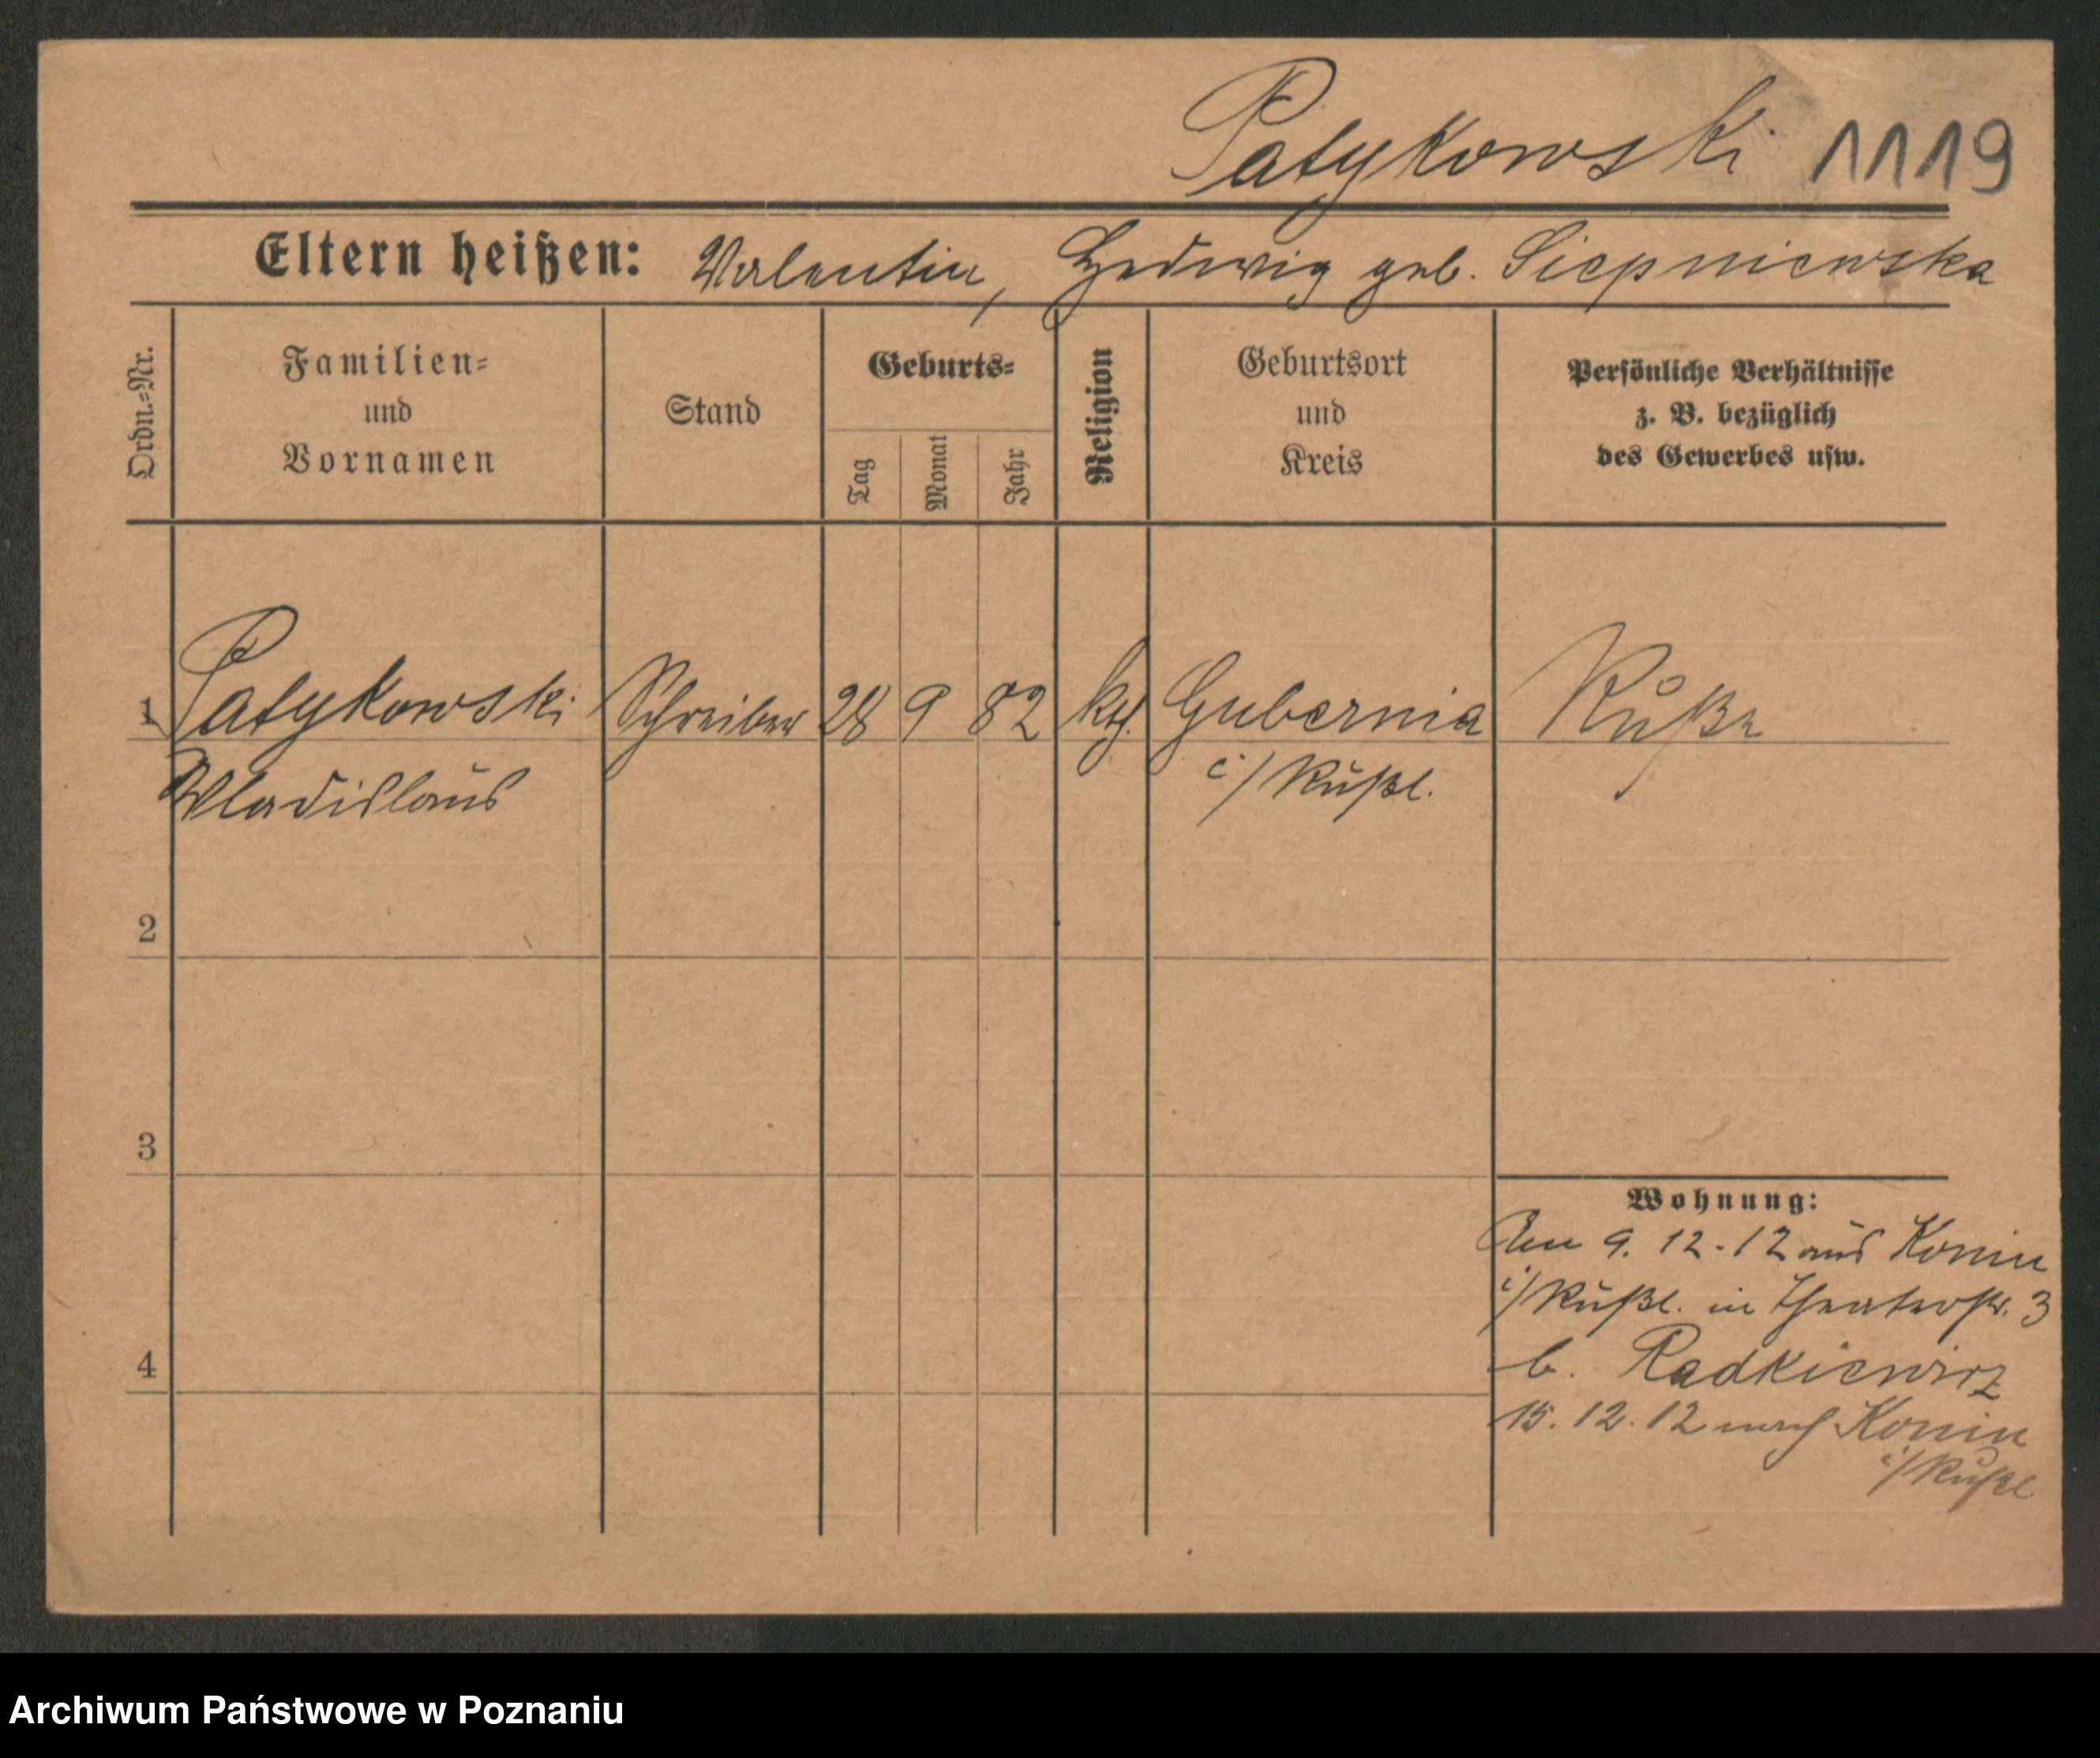 Patykowski 1119
Eltern heißen: Valentin, Hedwig geb. Siepniewska
Ordn.-Nr.
Familien-
und
Vornamen
Stand
Geburts-
Tag
Monat
Jahr
Religion
Geburtsort
und
Kreis
Persönliche Verhältnisse
z. B. bezüglich
des Gewerbes usw.
1 Patykowski Schreiber 28 9 82 kth. Gubernia Ruße
Wladislaus i/Rußl.
2
3
Wohnung:
Am 9. 12. 12 aus Konin
i/Rußl. in Theaterstr. 3
4
b. Radkiewicz
15. 12. 12 nach Konin
i/Rußl.
Archiwum Państwowe w Poznaniu